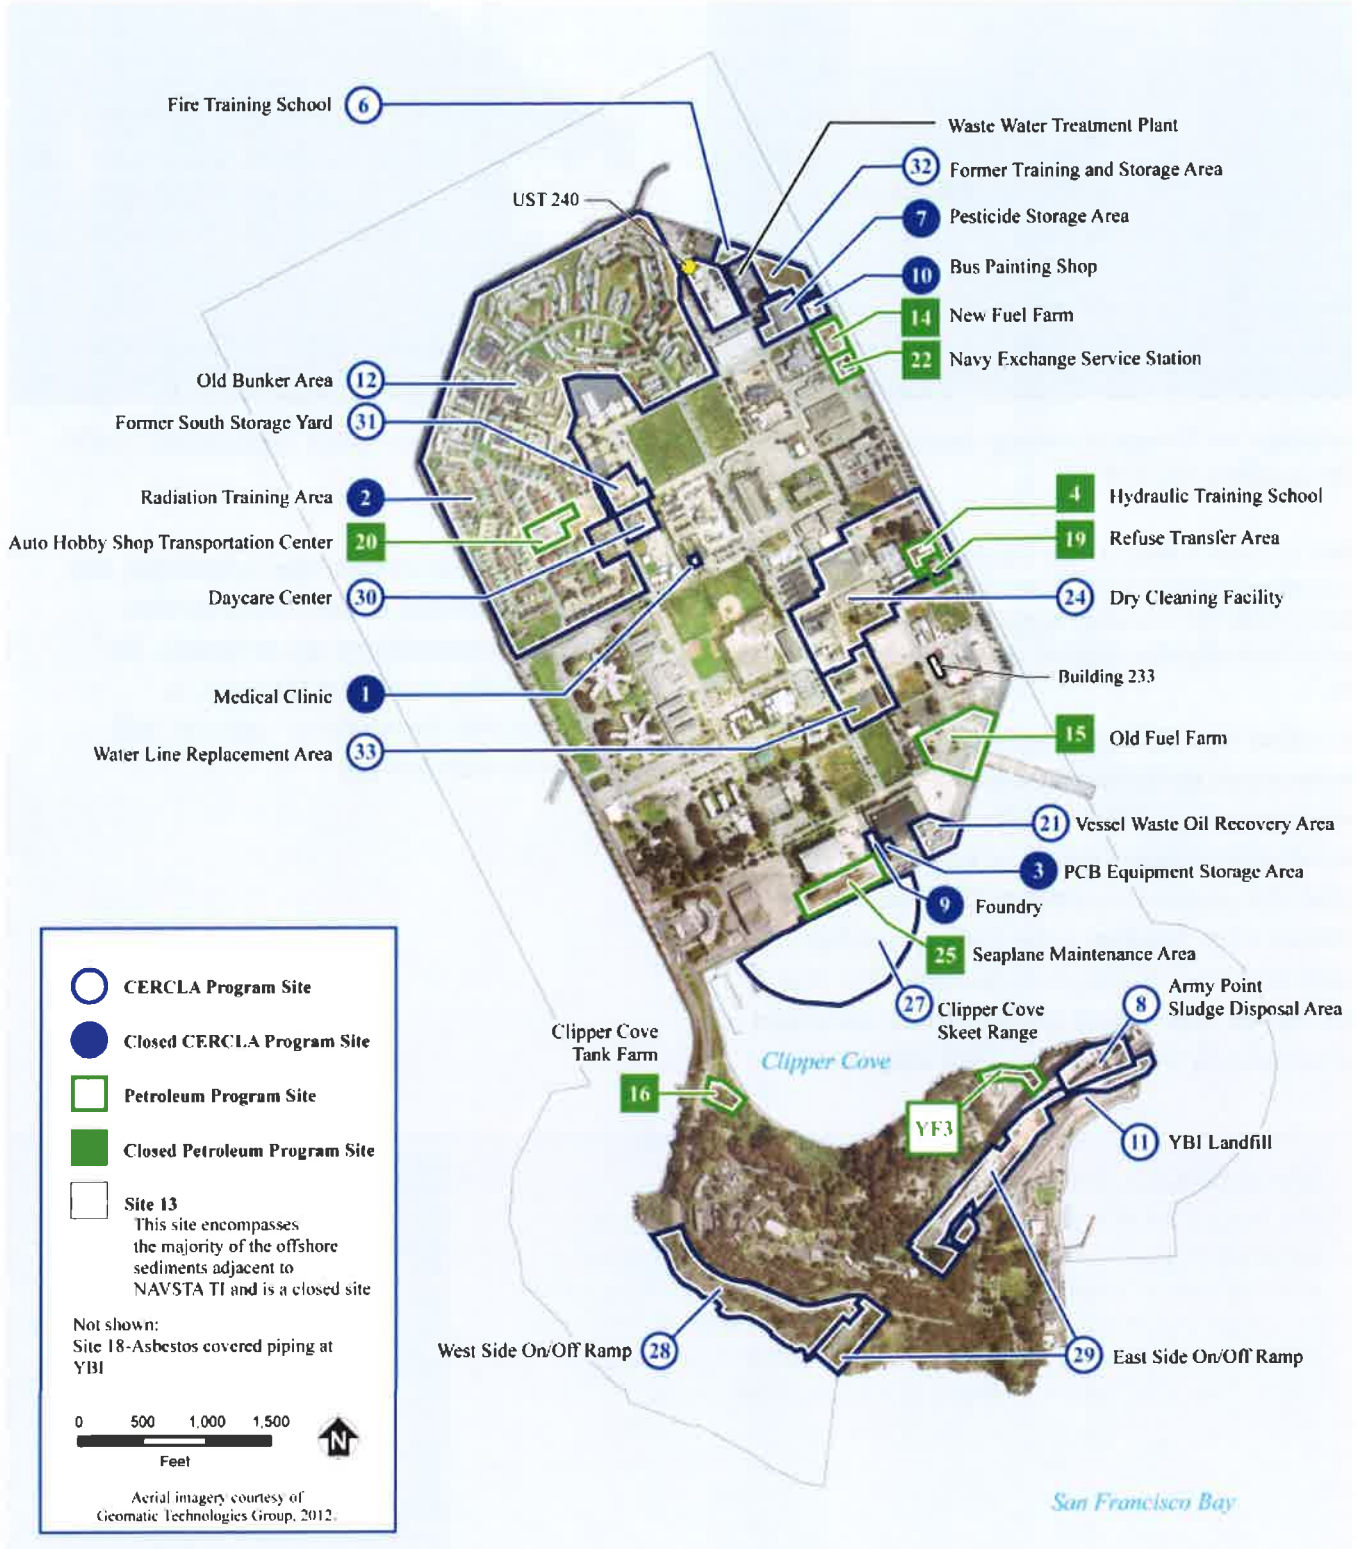 Fire Training School 6
Waste Water Treatment Plant
32 Former Training and Storage Area
UST 240
7 Pesticide Storage Area
10 Bus Painting Shop
14 New Fuel Farm
22 Navy Exchange Service Station
Old Bunker Area 12
Former South Storage Yard 31
Radiation Training Area 2
Auto Hobby Shop Transportation Center 20
Daycare Center 30
Medical Clinic 1
Water Line Replacement Area 33
4 Hydraulic Training School
19 Refuse Transfer Area
24 Dry Cleaning Facility
Building 233
15 Old Fuel Farm
21 Vessel Waste Oil Recovery Area
3 PCB Equipment Storage Area
9 Foundry
25 Seaplane Maintenance Area
27 Clipper Cove
Skeet Range
8 Army Point
Sludge Disposal Area
Clipper Cove
Tank Farm
16
Clipper Cove
YF3
11 YBI Landfill
West Side On/Off Ramp 28
29 East Side On/Off Ramp
San Francisco Bay
CERCLA Program Site
Closed CERCLA Program Site
Petroleum Program Site
Closed Petroleum Program Site
Site 13
This site encompasses
the majority of the offshore
sediments adjacent to
NAVSTA TI and is a closed site
Not shown:
Site 18-Asbestos covered piping at
YBI
0 500 1,000 1,500
Feet
N
Aerial imagery courtesy of
Geomatic Technologies Group, 2012.